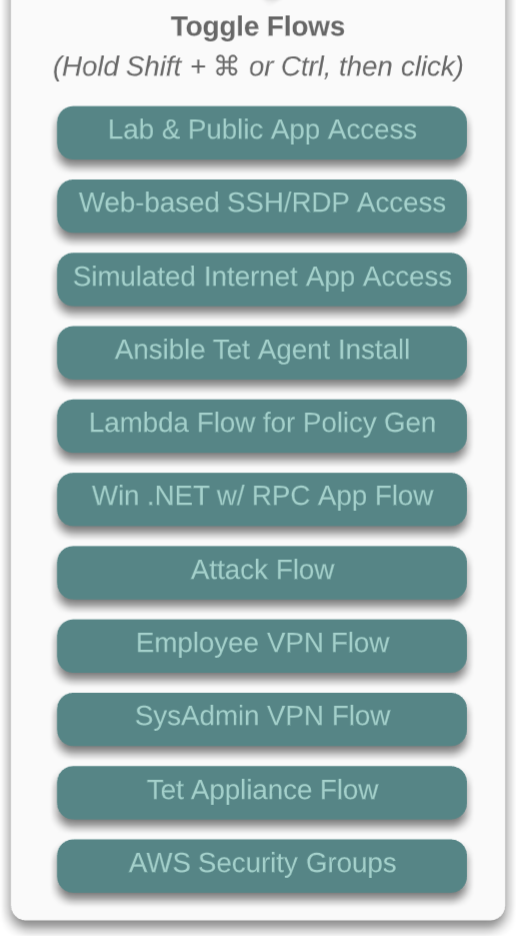 Toggle Flows
(Hold Shift + ⌘ or Ctrl, then click)
Lab & Public App Access
Web-based SSH/RDP Access
Simulated Internet App Access
Ansible Tet Agent Install
Lambda Flow for Policy Gen
Win .NET w/ RPC App Flow
Attack Flow
Employee VPN Flow
SysAdmin VPN Flow
Tet Appliance Flow
AWS Security Groups